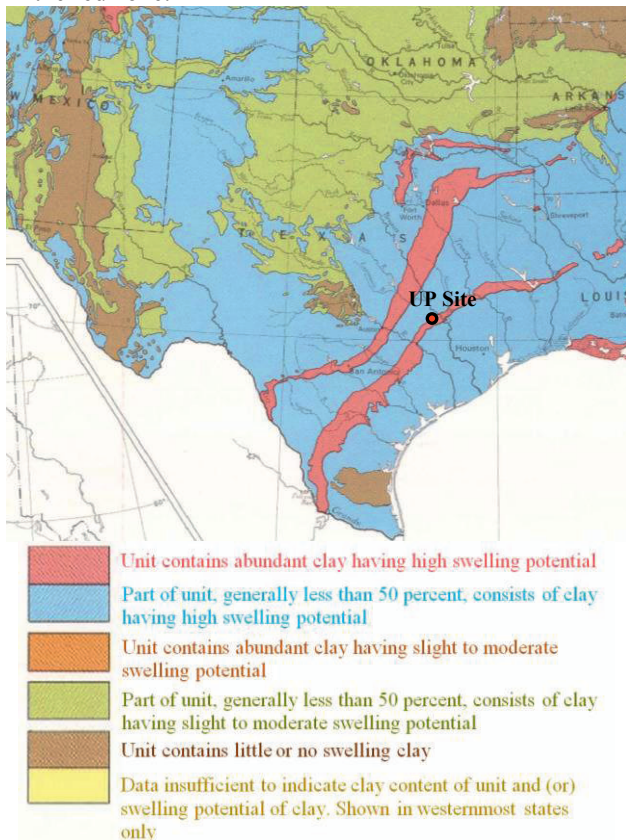 OKLAHOMA
Amarillo
NEW MEXICO
ARKANS
Fort Worth
Dallas
Shreveport
TEXAS
UP Site
LOUIS
Houston
San Antonio
Grande
Unit contains abundant clay having high swelling potential
Part of unit, generally less than 50 percent, consists of clay
having high swelling potential
Unit contains abundant clay having slight to moderate
swelling potential
Part of unit, generally less than 50 percent, consists of clay
having slight to moderate swelling potential
Unit contains little or no swelling clay
Data insufficient to indicate clay content of unit and (or)
swelling potential of clay. Shown in westernmost states
only